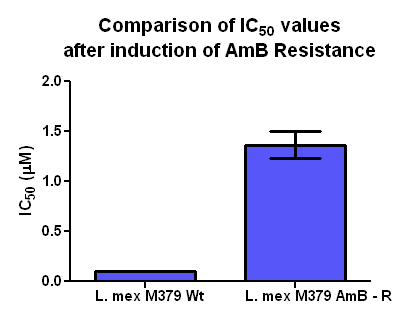 Comparison of IC50 values
after induction of AmB Resistance
2.0
1.5
1.0
0.5
0.0
IC50 (μM)
L. mex M379 Wt
L. mex M379 AmB - R